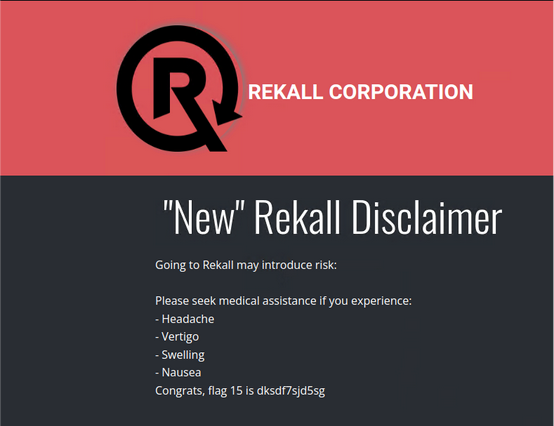 R
REKALL CORPORATION
"New" Rekall Disclaimer
Going to Rekall may introduce risk:
Please seek medical assistance if you experience:
- Headache
- Vertigo
- Swelling
- Nausea
Congrats, flag 15 is dksdf7sjd5sg